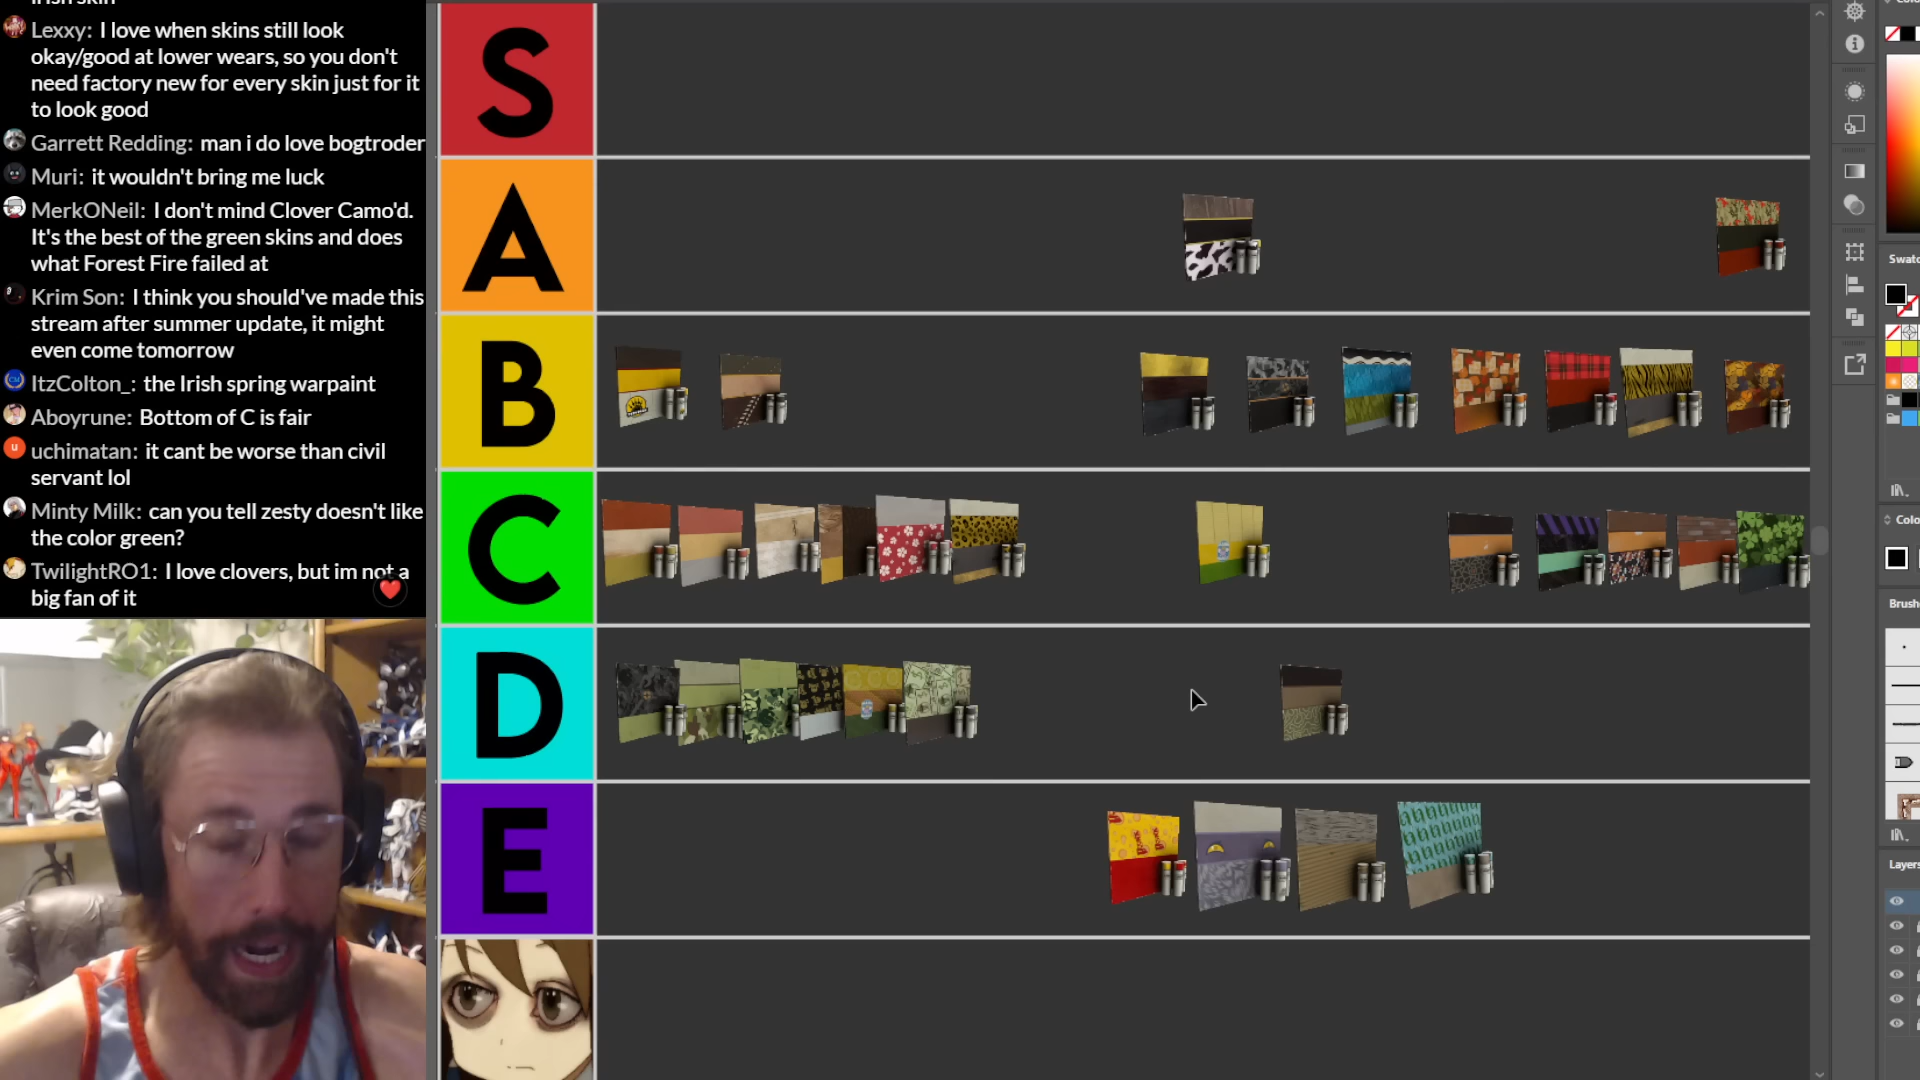 Lexxy: I love when skins still look
okay/good at lower wears, so you don't
need factory new for every skin just for it
to look good
Garrett Redding: man i do love bogtroder
Muri: it wouldn't bring me luck
MerkONeil: I don't mind Clover Camo'd.
It's the best of the green skins and does
what Forest Fire failed at
Krim Son: I think you should've made this
stream after summer update, it might
even come tomorrow
ItzColton_: the Irish spring warpaint
Aboyrune: Bottom of C is fair
uchimatan: it cant be worse than civil
servant lol
Minty Milk: can you tell zesty doesn't like
the color green?
TwilightRO1: I love clovers, but im not a
big fan of it
S
A
B
C
D
E
Swatc
Colo
Brush
Layers